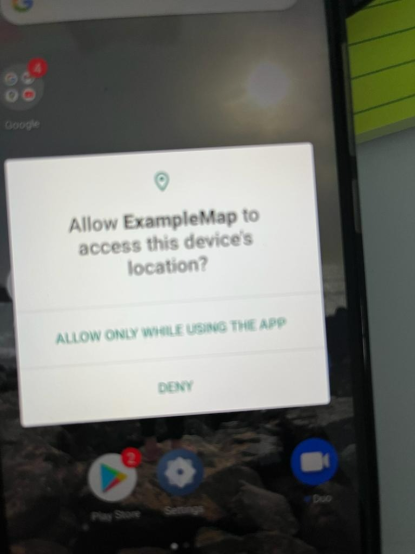 4
Google
Allow ExampleMap to
access this device's
location?
ALLOW ONLY WHILE USING THE APP
DENY
2
Play Store
Settings
Duo